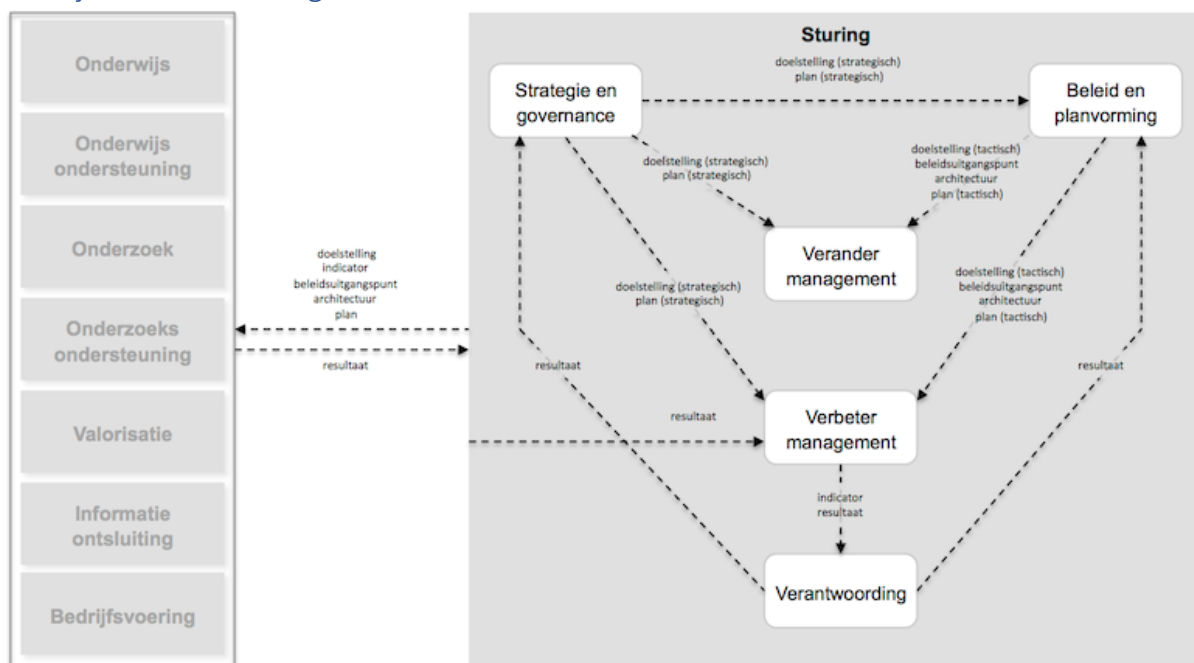 Onderwijs
Onderwijs
ondersteuning
Onderzoek
Onderzoeks
ondersteuning
Valorisatie
Informatie
ontsluiting
Bedrijfsvoering
doelstelling
indicator
beleidsuitgangspunt
architectuur
plan
resultaat
Sturing
doelstelling (strategisch)
plan (strategisch)
Strategie en
governance
Beleid en
planvorming
doelstelling (strategisch)
plan (strategisch)
doelstelling (tactisch)
beleidsuitgangspunt
architectuur
plan (tactisch)
Verander
management
doelstelling (strategisch)
plan (strategisch)
doelstelling (tactisch)
beleidsuitgangspunt
architectuur
plan (tactisch)
resultaat
resultaat
resultaat
Verbeter
management
indicator
resultaat
Verantwoording